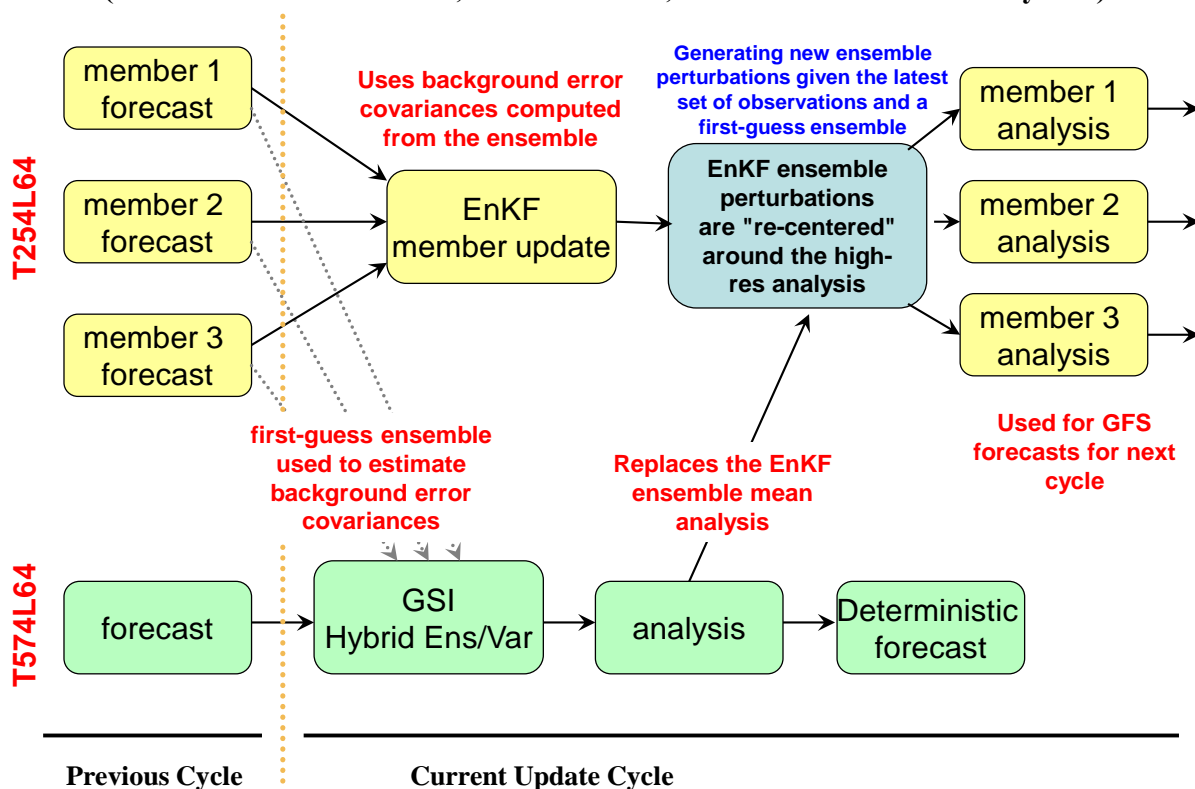 member 1
forecast
Uses background error
covariances computed
from the ensemble
Generating new ensemble
perturbations given the latest
set of observations and a
first-guess ensemble
member 1
analysis
T254L64
member 2
forecast
EnKF
member update
EnKF ensemble
perturbations
are "re-centered"
around the high-
res analysis
member 2
analysis
member 3
forecast
member 3
analysis
first-guess ensemble
used to estimate
background error
covariances
Replaces the EnKF
ensemble mean
analysis
Used for GFS
forecasts for next
cycle
T574L64
forecast
GSI
Hybrid Ens/Var
analysis
Deterministic
forecast
Previous Cycle
Current Update Cycle